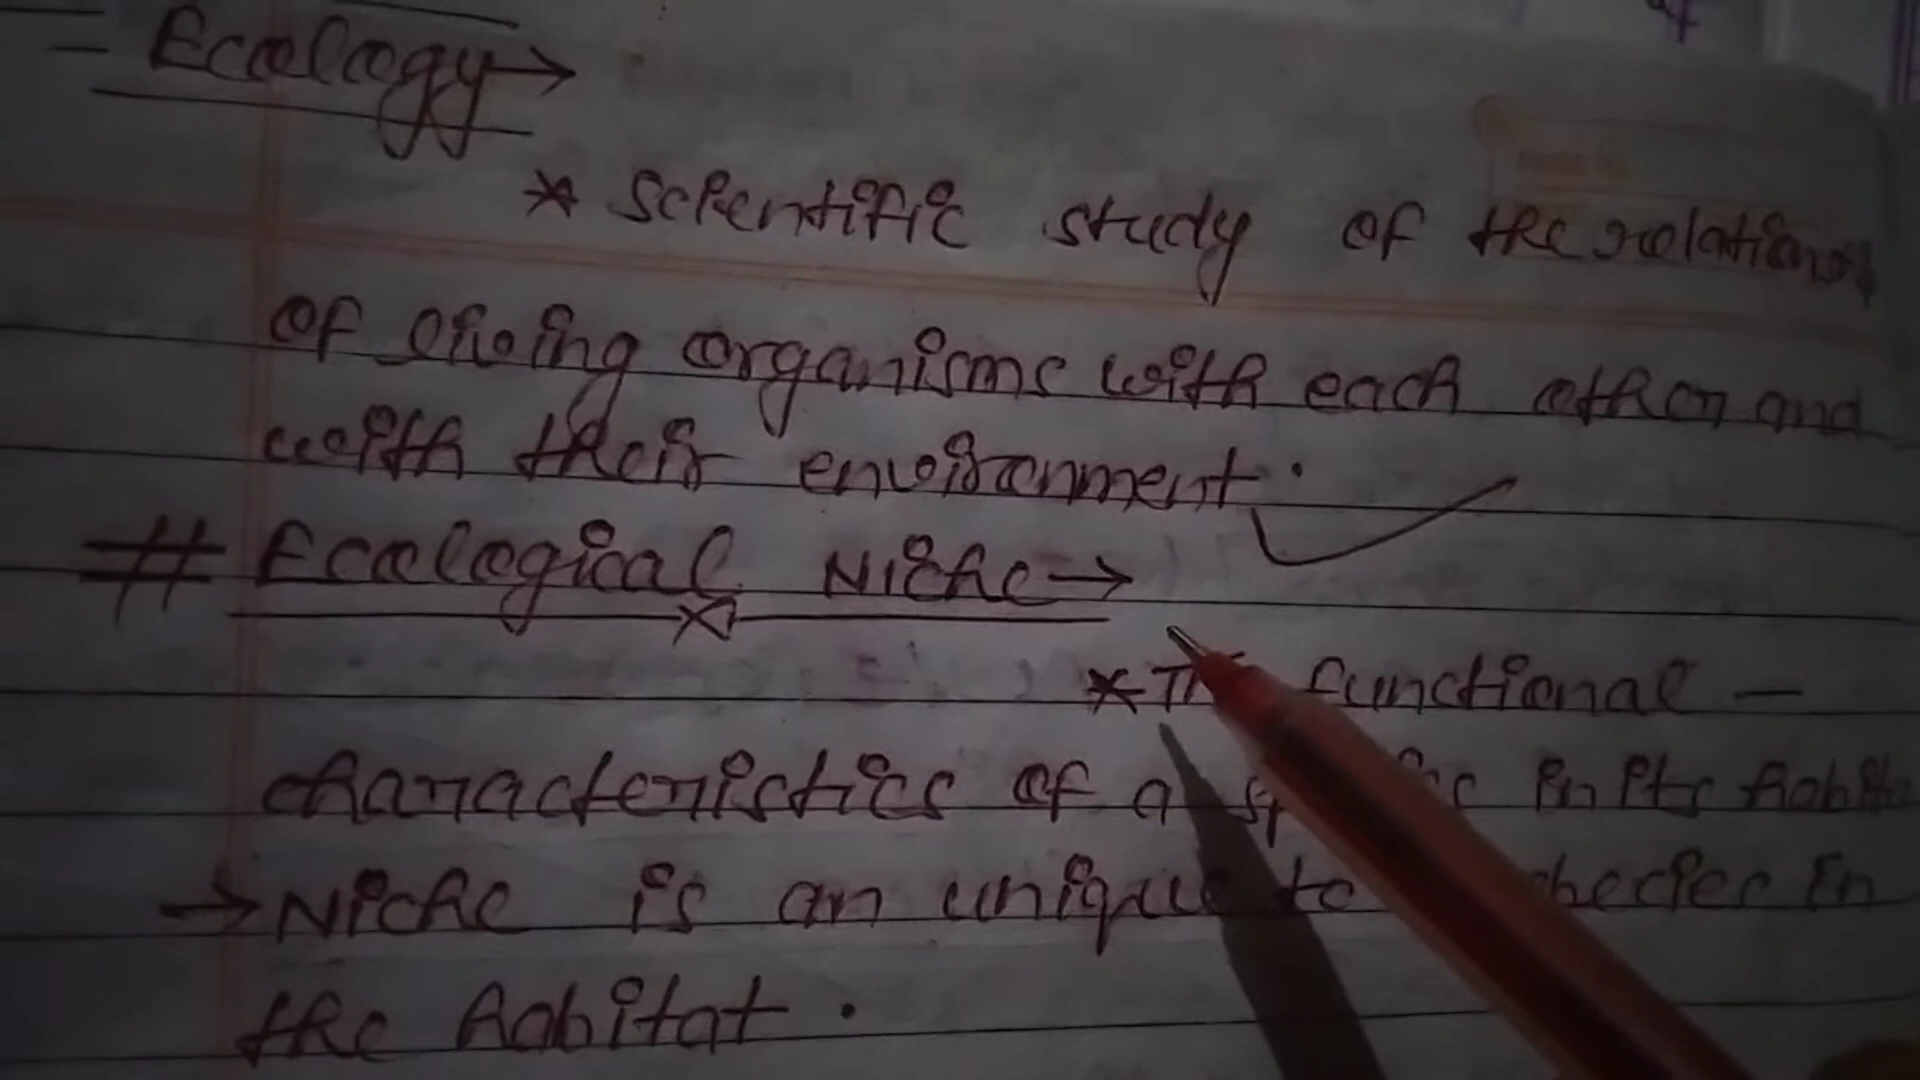 = Ecology →
* Scientific study of the relations
of living organisms with each other and
with their environment.
# Ecological Niche →
* functional -
characteristics of a in its
→ Niche is an unique to in
the habitat.